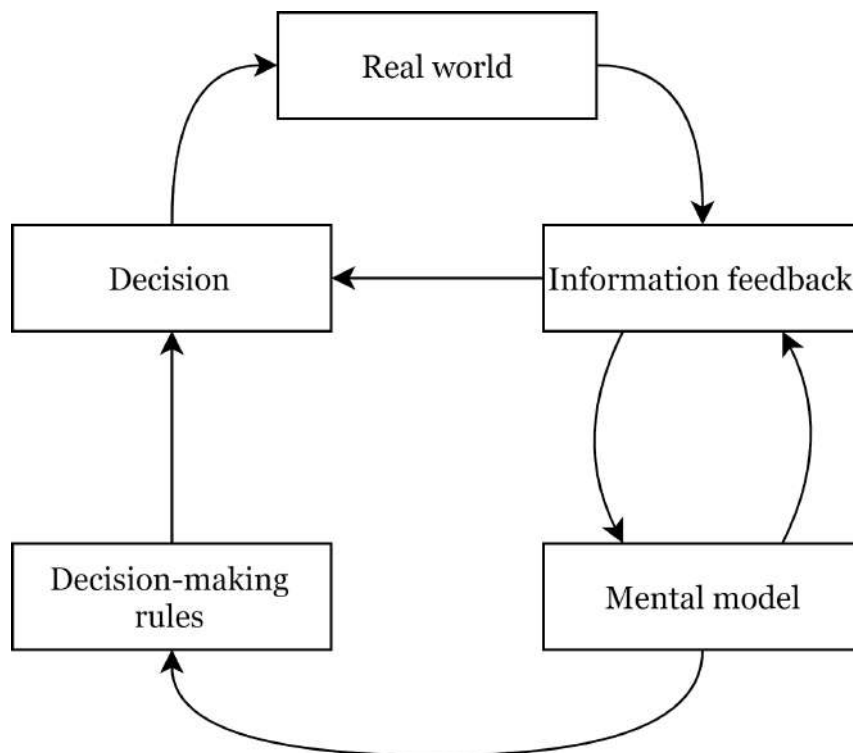 Real world
Decision
Information feedback
Decision-making
rules
Mental model